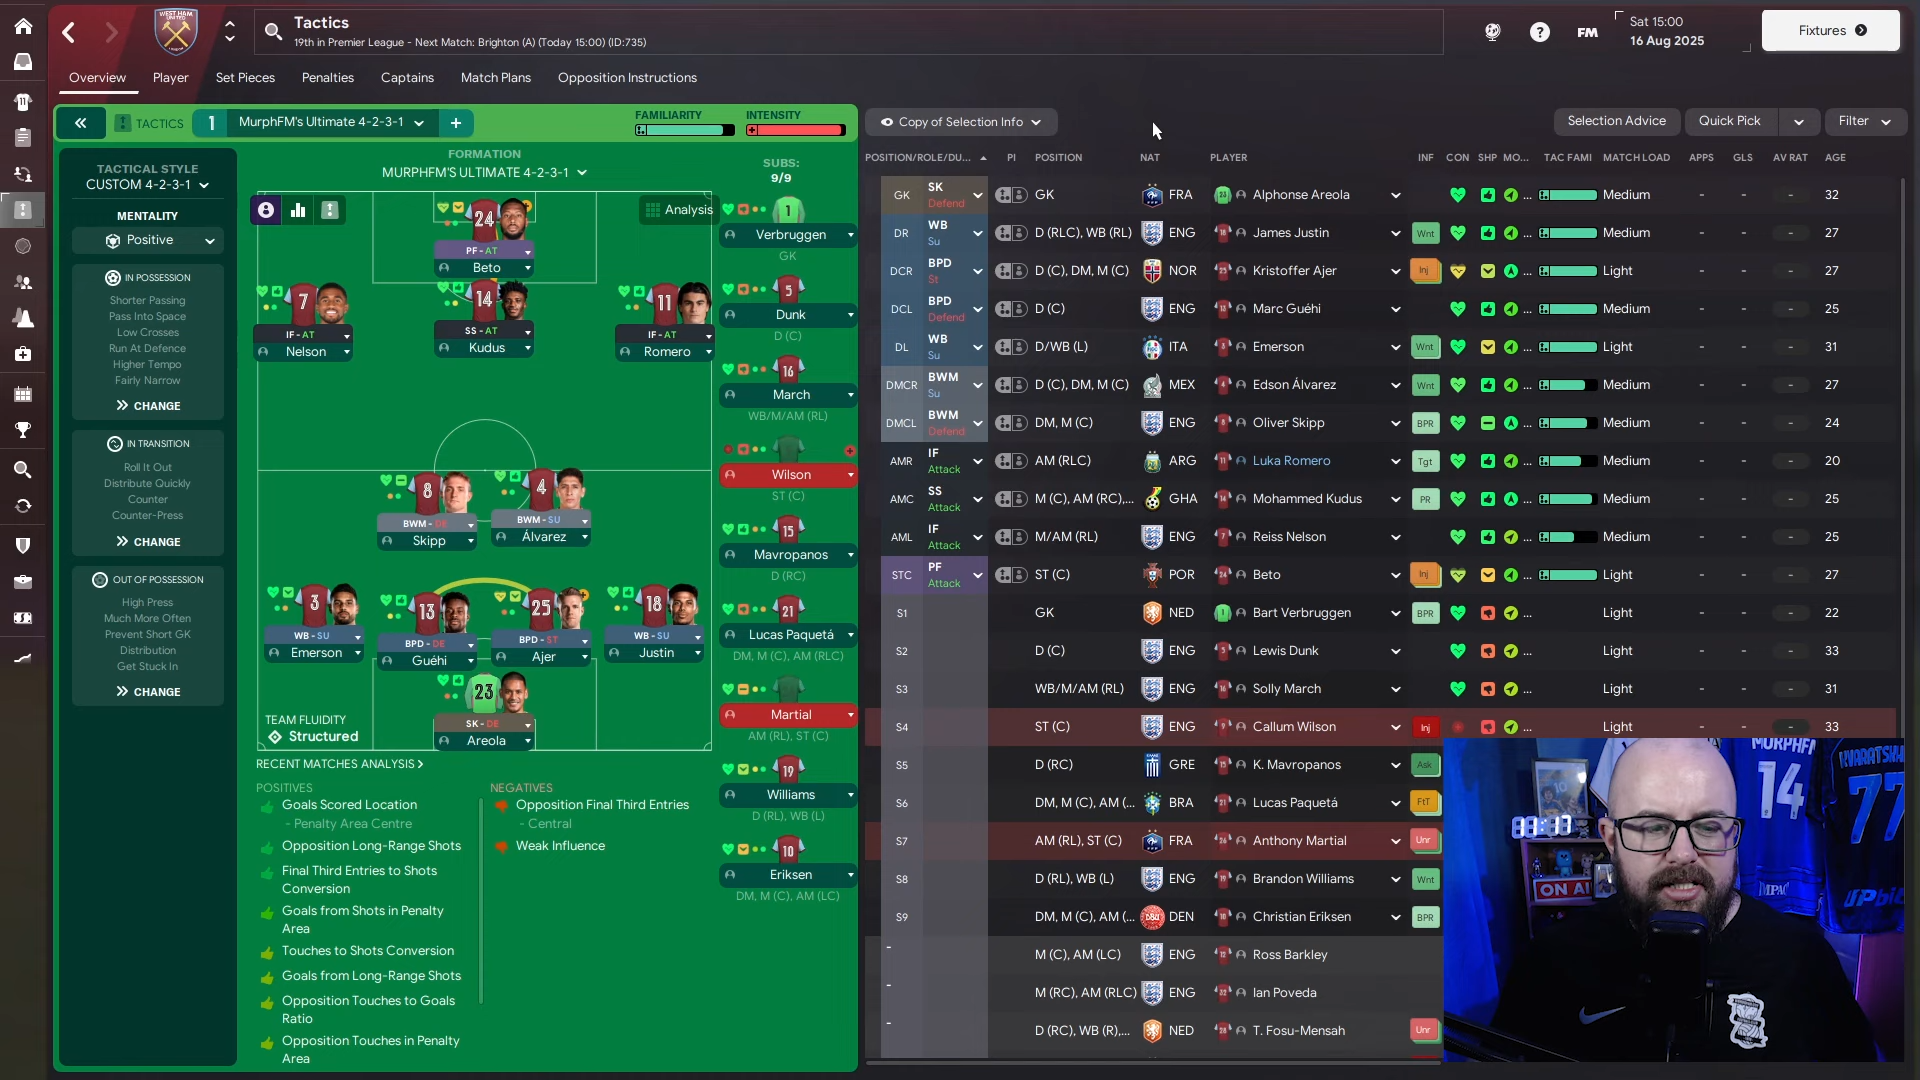 Tactics
19th in Premier League - Next Match: Brighton (A) (Today 15:00) (ID:735)
FM
Sat 15:00
16 Aug 2025
Fixtures
Overview
Player
Set Pieces
Penalties
Captains
Match Plans
Opposition Instructions
TACTICS
1
MurphFM's Ultimate 4-2-3-1
FAMILIARITY
INTENSITY
TACTICAL STYLE
CUSTOM 4-2-3-1
MENTALITY
Positive
IN POSSESSION
Shorter Passing
Pass Into Space
Low Crosses
Run At Defence
Higher Tempo
Fairly Narrow
CHANGE
IN TRANSITION
Roll It Out
Distribute Quickly
Counter
Counter-Press
CHANGE
OUT OF POSSESSION
High Press
Much More Often
Prevent Short GK
Distribution
Get Stuck In
CHANGE
FORMATION
MURPHFM'S ULTIMATE 4-2-3-1
Analysis
24
PF - AT
Beto
7
IF - AT
Nelson
14
SS - AT
Kudus
11
IF - AT
Romero
8
BWM - DE
Skipp
4
BWM - SU
Álvarez
3
WB - SU
Emerson
13
BPD - DE
Guéhi
25
BPD - ST
Ajer
18
WB - SU
Justin
23
SK - DE
Areola
TEAM FLUIDITY
Structured
SUBS:
9/9
1
Verbruggen
GK
5
Dunk
D (C)
16
March
WB/M/AM (RL)
Wilson
ST (C)
15
Mavropanos
D (RC)
21
Lucas Paquetá
DM, M (C), AM (RLC)
Martial
AM (RL), ST (C)
19
Williams
D (RL), WB (L)
10
Eriksen
DM, M (C), AM (LC)
RECENT MATCHES ANALYSIS
POSITIVES
Goals Scored Location
- Penalty Area Centre
Opposition Long-Range Shots
Final Third Entries to Shots
Conversion
Goals from Shots in Penalty
Area
Touches to Shots Conversion
Goals from Long-Range Shots
Opposition Touches to Goals
Ratio
Opposition Touches in Penalty
Area
NEGATIVES
Opposition Final Third Entries
- Central
Weak Influence
Copy of Selection Info
Selection Advice
Quick Pick
Filter
POSITION/ROLE/DU... PI POSITION NAT PLAYER INF CON SHP MO... TAC FAMI MATCH LOAD APPS GLS AV RAT AGE
GK SK Defend GK FRA Alphonse Areola Medium - - - 32
DR WB Su D (RLC), WB (RL) ENG James Justin Wnt ... Medium - - - 27
DCR BPD St D (C), DM, M (C) NOR Kristoffer Ajer Inj ... Light - - - 27
DCL BPD Defend D (C) ENG Marc Guéhi ... Medium - - - 25
DL WB Su D/WB (L) ITA Emerson Wnt ... Light - - - 31
DMCR BWM Su D (C), DM, M (C) MEX Edson Álvarez Wnt ... Medium - - - 27
DMCL BWM Defend DM, M (C) ENG Oliver Skipp BPR ... Medium - - - 24
AMR IF Attack AM (RLC) ARG Luka Romero Tgt ... Medium - - - 20
AMC SS Attack M (C), AM (RC),... GHA Mohammed Kudus PR ... Medium - - - 25
AML IF Attack M/AM (RL) ENG Reiss Nelson ... Medium - - - 25
STC PF Attack ST (C) POR Beto Inj ... Light - - - 27
S1 GK NED Bart Verbruggen BPR ... Light - - - 22
S2 D (C) ENG Lewis Dunk ... Light - - - 33
S3 WB/M/AM (RL) ENG Solly March ... Light - - - 31
S4 ST (C) ENG Callum Wilson Inj ... Light - - - 33
S5 D (RC) GRE K. Mavropanos Ask
S6 DM, M (C), AM (... BRA Lucas Paquetá FtT
S7 AM (RL), ST (C) FRA Anthony Martial Unr
S8 D (RL), WB (L) ENG Brandon Williams Wnt
S9 DM, M (C), AM (... DEN Christian Eriksen BPR
- M (C), AM (LC) ENG Ross Barkley
- M (RC), AM (RLC) ENG Ian Poveda
- D (RC), WB (R),... NED T. Fosu-Mensah Unr
MURPHFM
14
KVARATSKH
77
11:17
ON AI